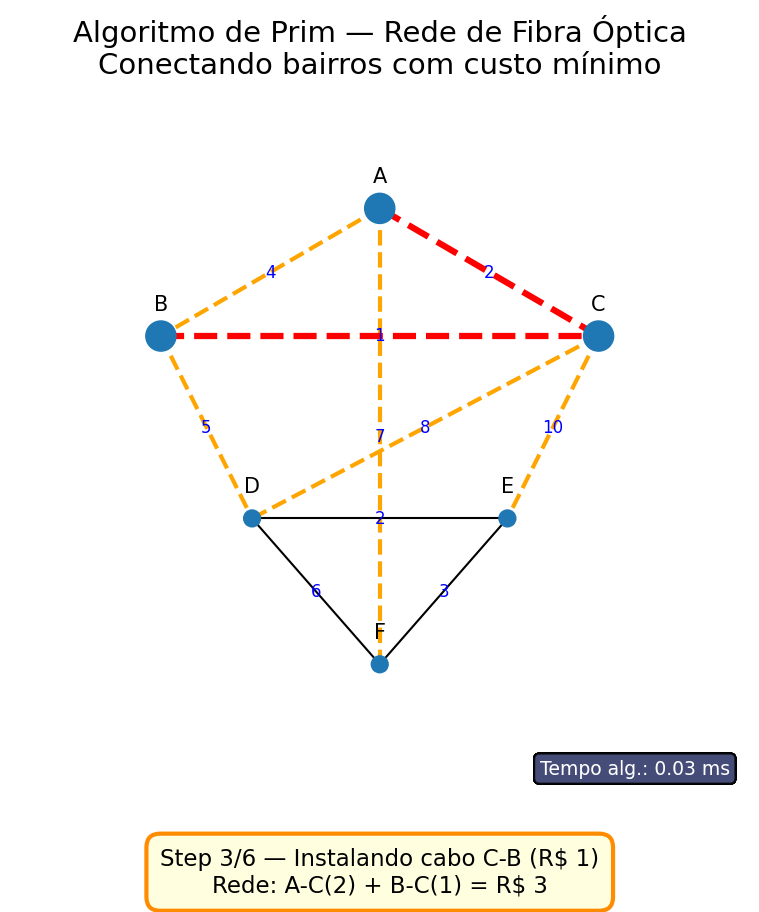 Algoritmo de Prim — Rede de Fibra Óptica
Conectando bairros com custo mínimo
A
4
2
B
C
1
5
7
8
10
D
E
2
6
3
F
Tempo alg.: 0.03 ms
Step 3/6 — Instalando cabo C-B (R$ 1)
Rede: A-C(2) + B-C(1) = R$ 3